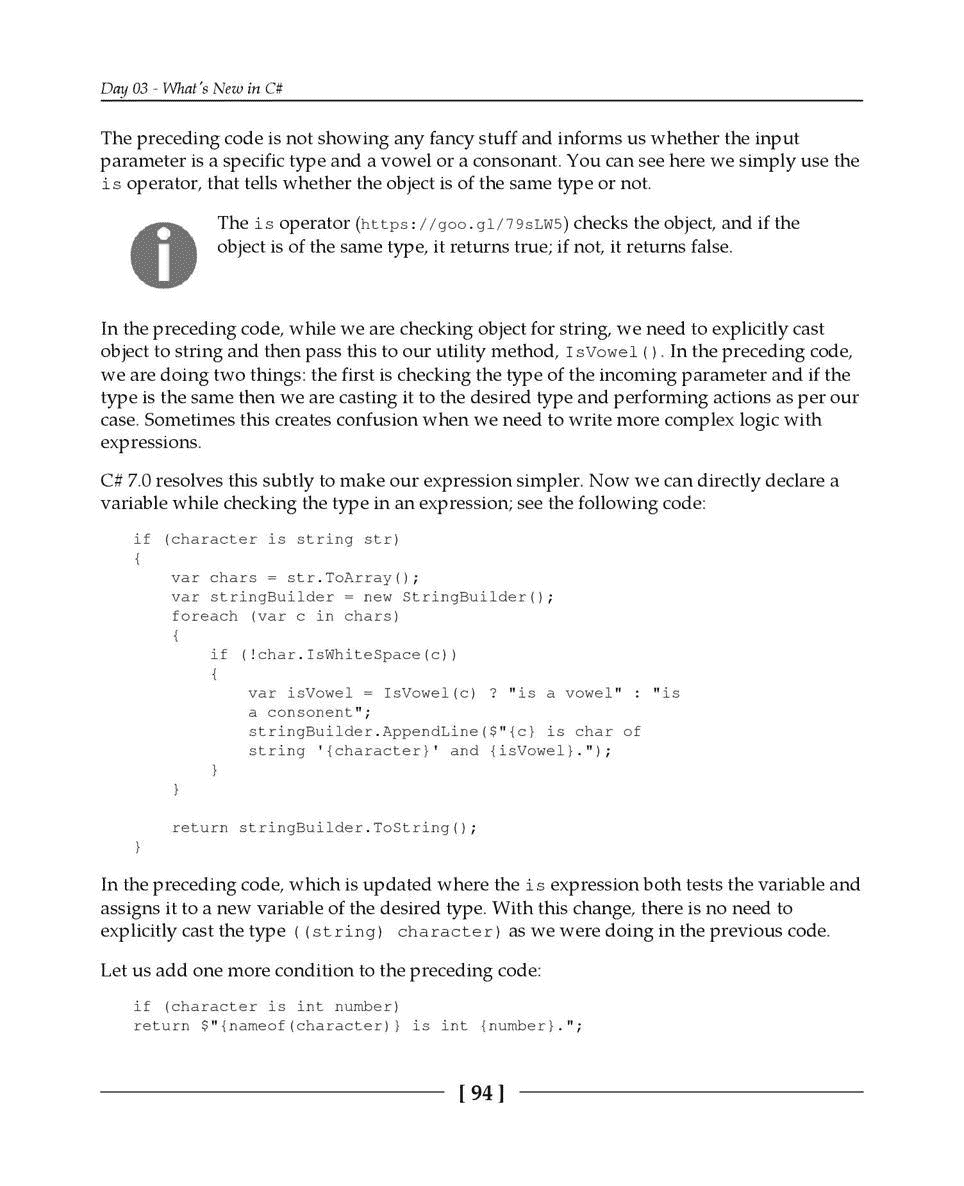 Day 03 - What's New in C#
The preceding code is not showing any fancy stuff and informs us whether the input
parameter is a specific type and a vowel or a consonant. You can see here we simply use the
is operator, that tells whether the object is of the same type or not.
The is operator (https://goo.gl/79sLW5) checks the object, and if the
object is of the same type, it returns true; if not, it returns false.
In the preceding code, while we are checking object for string, we need to explicitly cast
object to string and then pass this to our utility method, IsVowel(). In the preceding code,
we are doing two things: the first is checking the type of the incoming parameter and if the
type is the same then we are casting it to the desired type and performing actions as per our
case. Sometimes this creates confusion when we need to write more complex logic with
expressions.
C# 7.0 resolves this subtly to make our expression simpler. Now we can directly declare a
variable while checking the type in an expression; see the following code:
if (character is string str)
{
var chars = str.ToArray();
var stringBuilder = new StringBuilder();
foreach (var c in chars)
{
if (!char.IsWhiteSpace(c))
{
var isVowel = IsVowel(c) ? "is a vowel" : "is
a consonent";
stringBuilder.AppendLine($"{c} is char of
string '{character}' and {isVowel}.");
}
}
return stringBuilder.ToString();
}
In the preceding code, which is updated where the is expression both tests the variable and
assigns it to a new variable of the desired type. With this change, there is no need to
explicitly cast the type ((string) character) as we were doing in the previous code.
Let us add one more condition to the preceding code:
if (character is int number)
return $"{nameof(character)} is int {number}.";
[ 94 ]